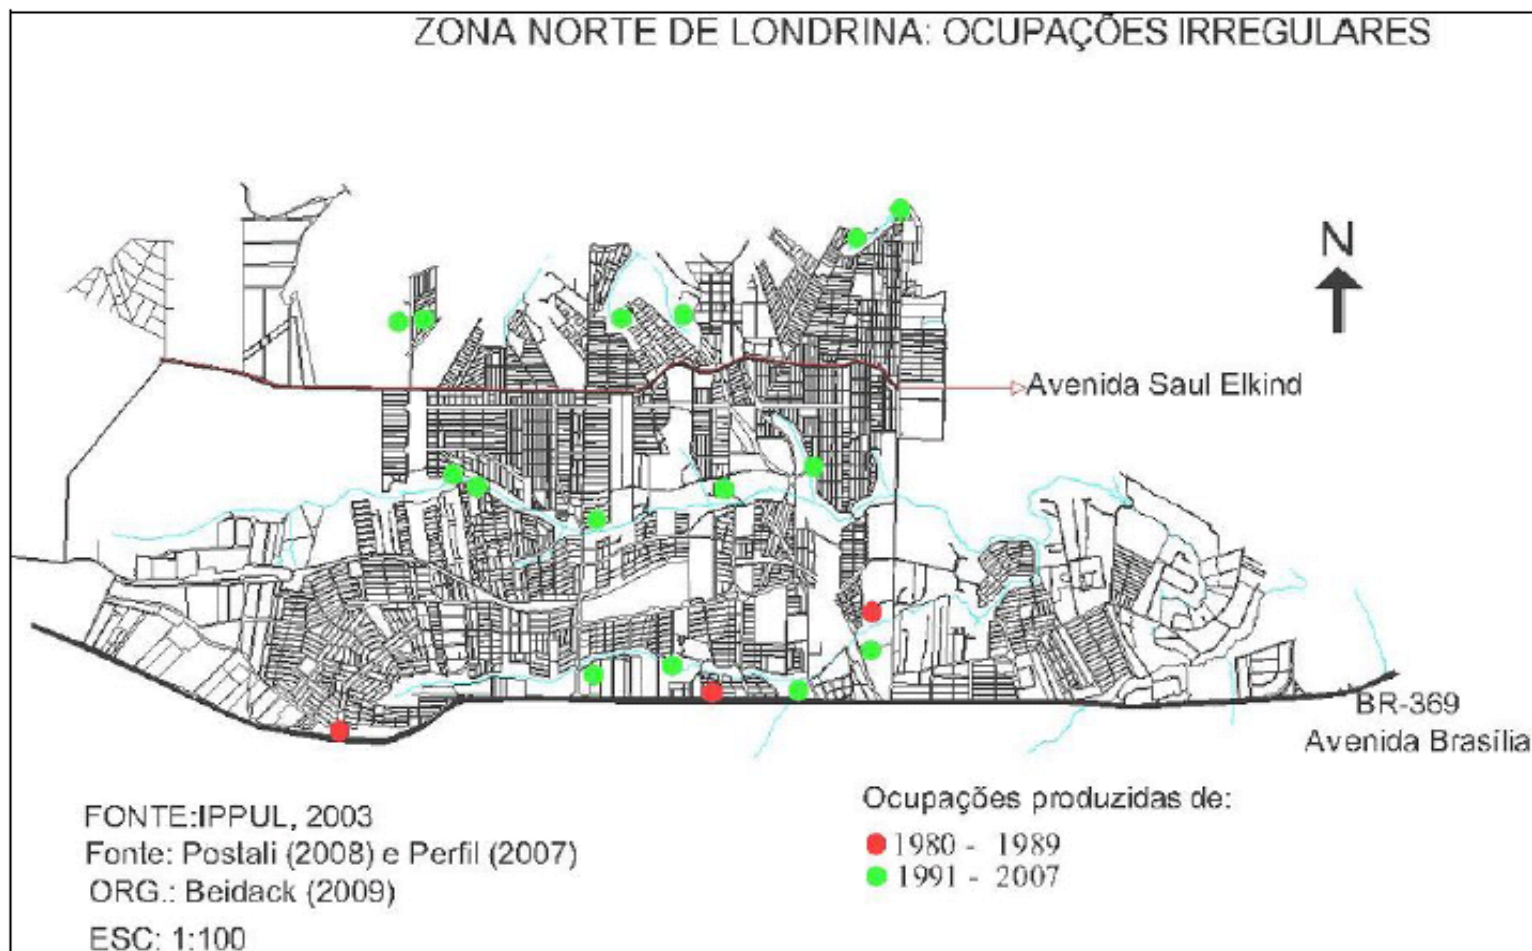 ZONA NORTE DE LONDRINA: OCUPAÇÕES IRREGULARES
N
Avenida Saul Elkind
BR-369
Avenida Brasília
FONTE:IPPUL, 2003
Fonte: Postali (2008) e Perfil (2007)
ORG.: Beidack (2009)
ESC: 1:100
Ocupações produzidas de:
1980 - 1989
1991 - 2007